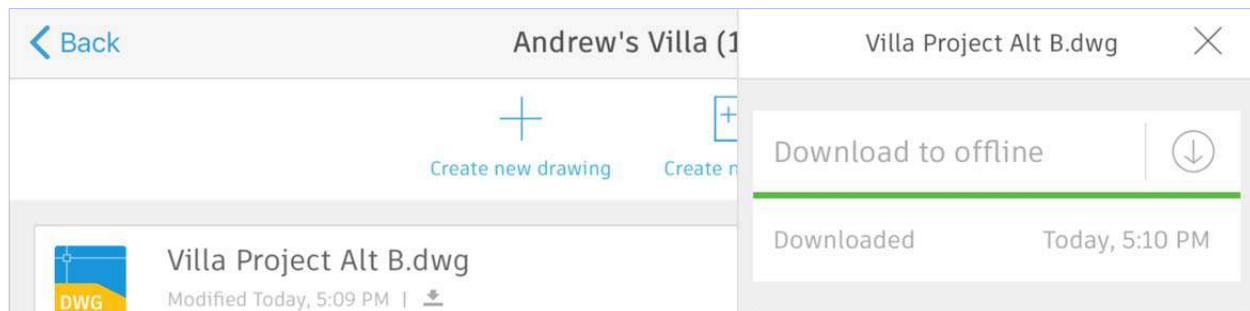 Back
Andrew's Villa (1
Create new drawing
Create n
Villa Project Alt B.dwg
Modified Today, 5:09 PM |
DWG
Villa Project Alt B.dwg
Download to offline
Downloaded Today, 5:10 PM